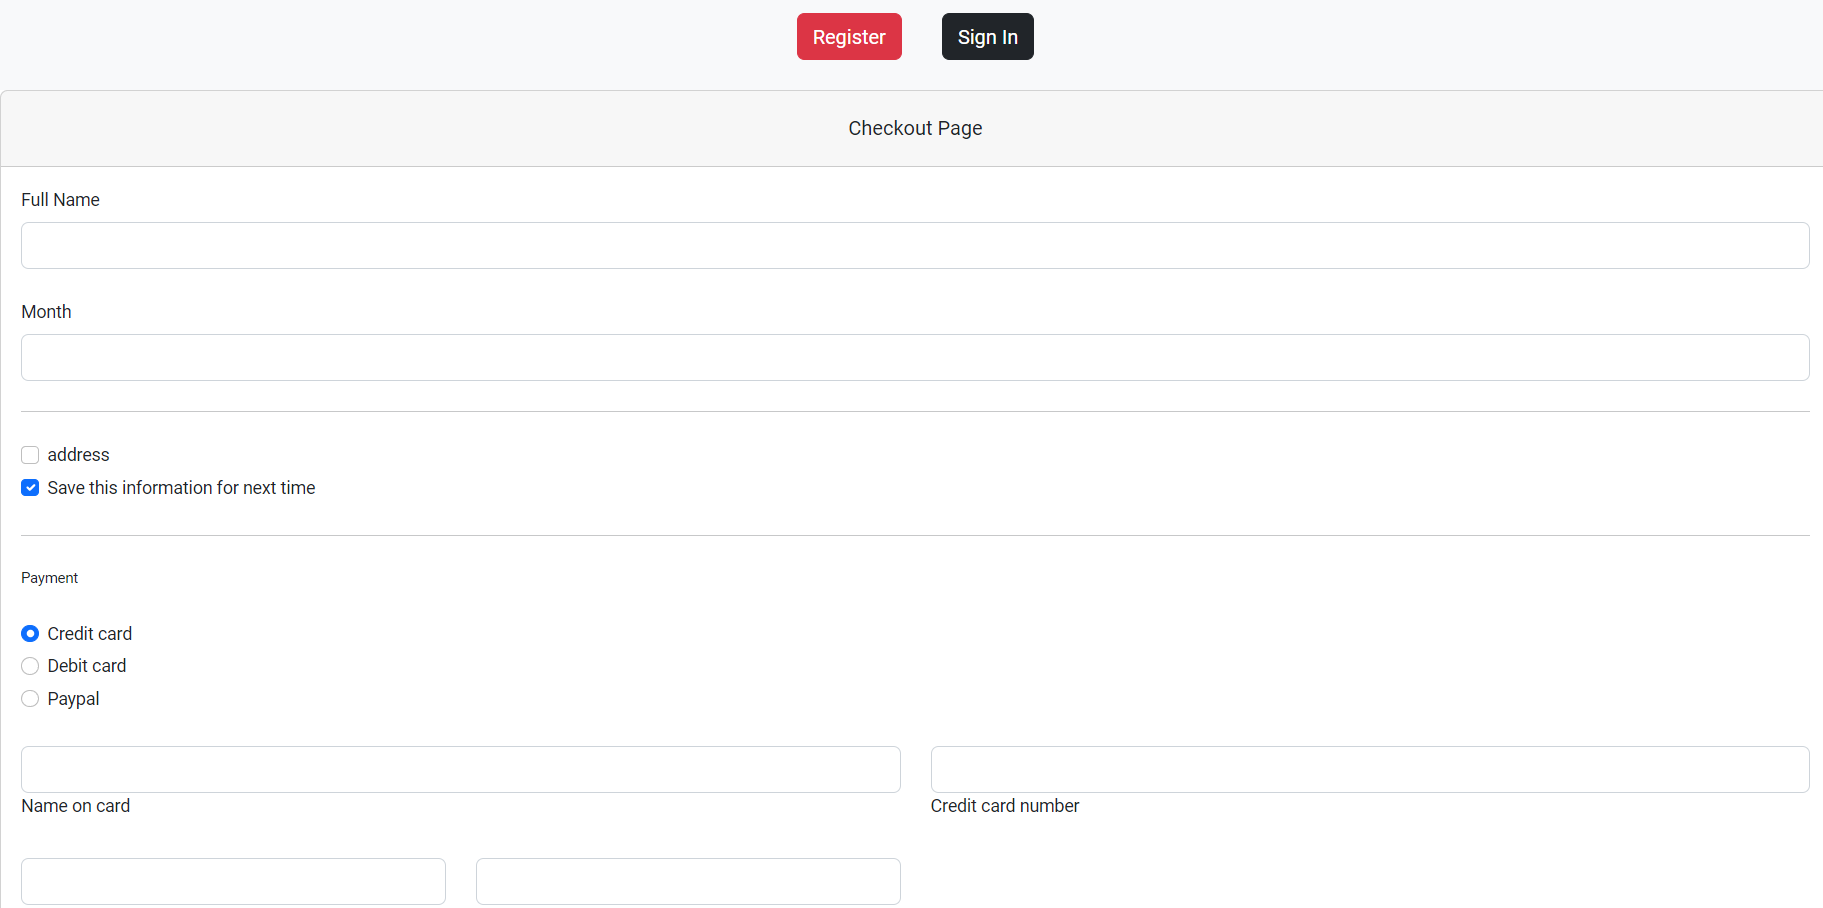 Register Sign In
Checkout Page
Full Name
Month
address
Save this information for next time
Payment
Credit card
Debit card
Paypal
Name on card Credit card number